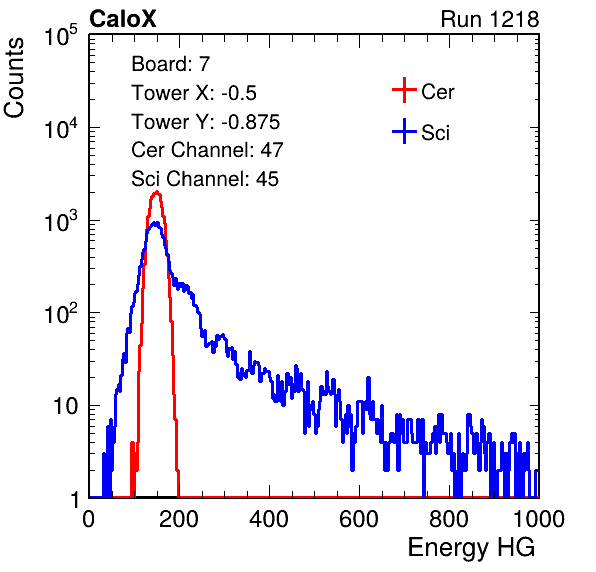 CaloX Run 1218
Counts
Board: 7
Tower X: -0.5
Tower Y: -0.875
Cer Channel: 47
Sci Channel: 45
Cer
Sci
10^5
10^4
10^3
10^2
10
1
0 200 400 600 800 1000
Energy HG